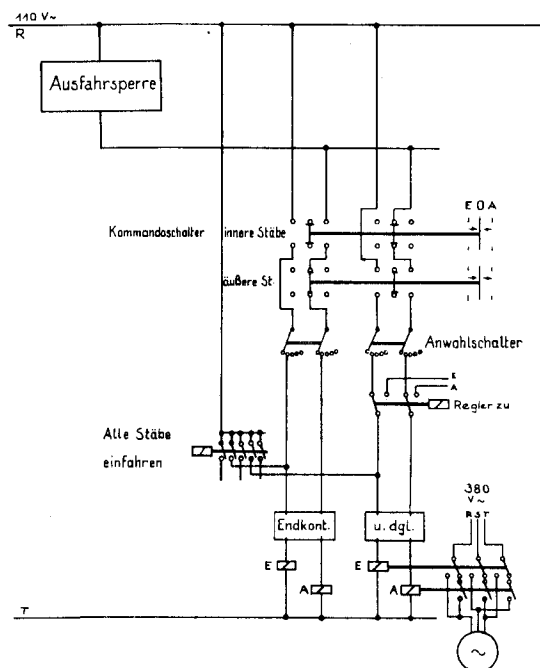 110 V~
R
Ausfahrsperre
E O A
Kommandoschalter innere Stäbe
äußere St.
Anwahlschalter
E
A
Regler zu
Alle Stäbe
einfahren
380
V~
R S T
Endkont.
u. dgl.
E
E
A
A
T
~